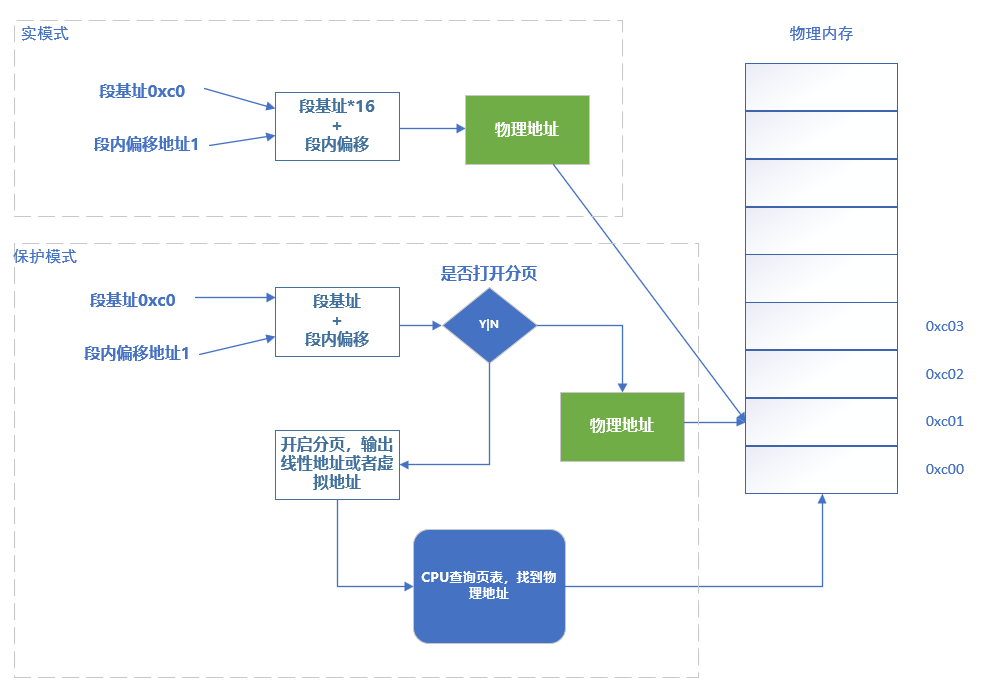 实模式
段基址0xc0
段内偏移地址1
段基址*16
+
段内偏移
物理地址
保护模式
段基址0xc0
段内偏移地址1
段基址
+
段内偏移
是否打开分页
Y|N
物理地址
开启分页，输出
线性地址或者虚
拟地址
CPU查询页表，找到物
理地址
物理内存
0xc03
0xc02
0xc01
0xc00